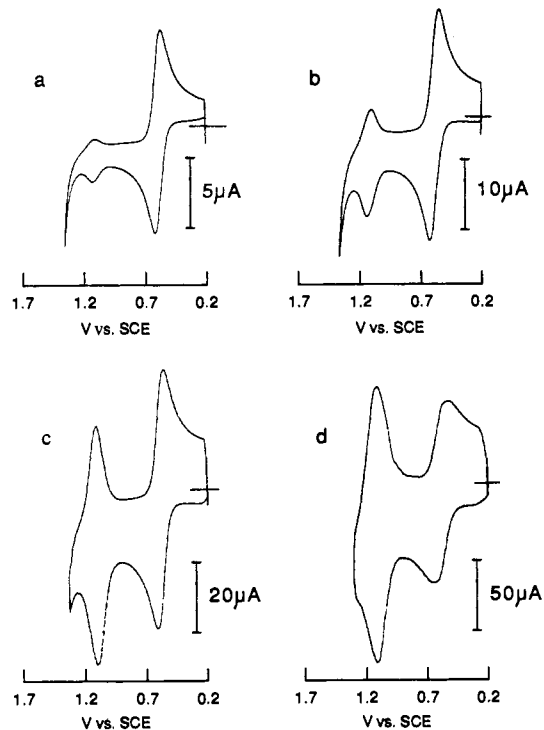 a
5µA
1.7 1.2 0.7 0.2
V vs. SCE
b
10µA
1.7 1.2 0.7 0.2
V vs. SCE
c
20µA
1.7 1.2 0.7 0.2
V vs. SCE
d
50µA
1.7 1.2 0.7 0.2
V vs. SCE